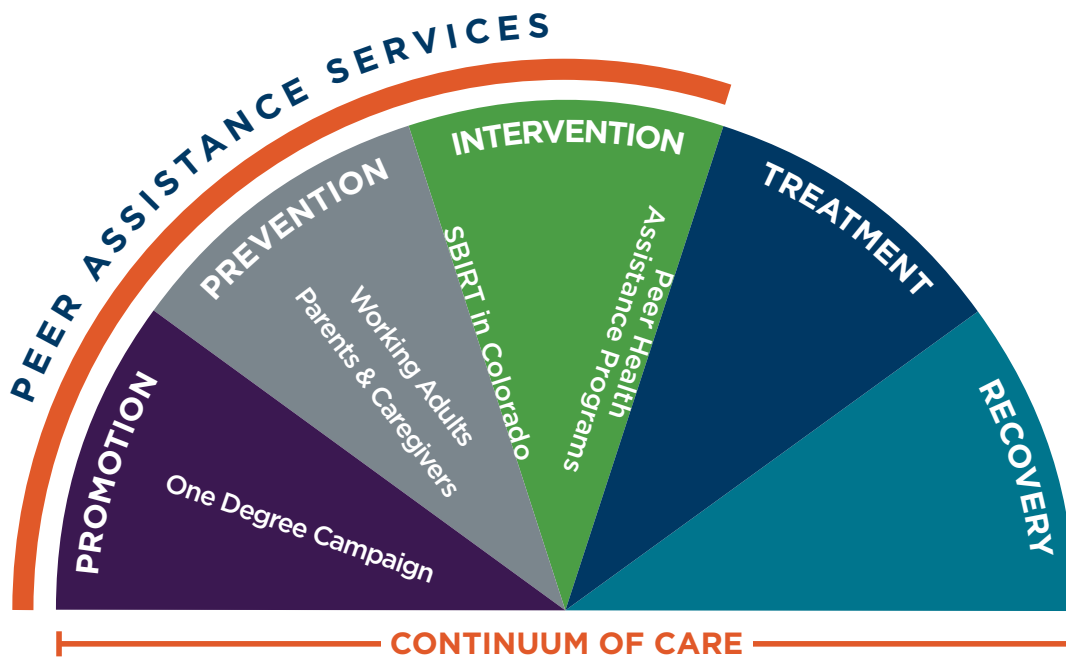 PEER ASSISTANCE SERVICES
PROMOTION
One Degree Campaign
PREVENTION
Working Adults
Parents & Caregivers
INTERVENTION
SBIRT in Colorado
Peer Health
Assistance Programs
TREATMENT
RECOVERY
CONTINUUM OF CARE